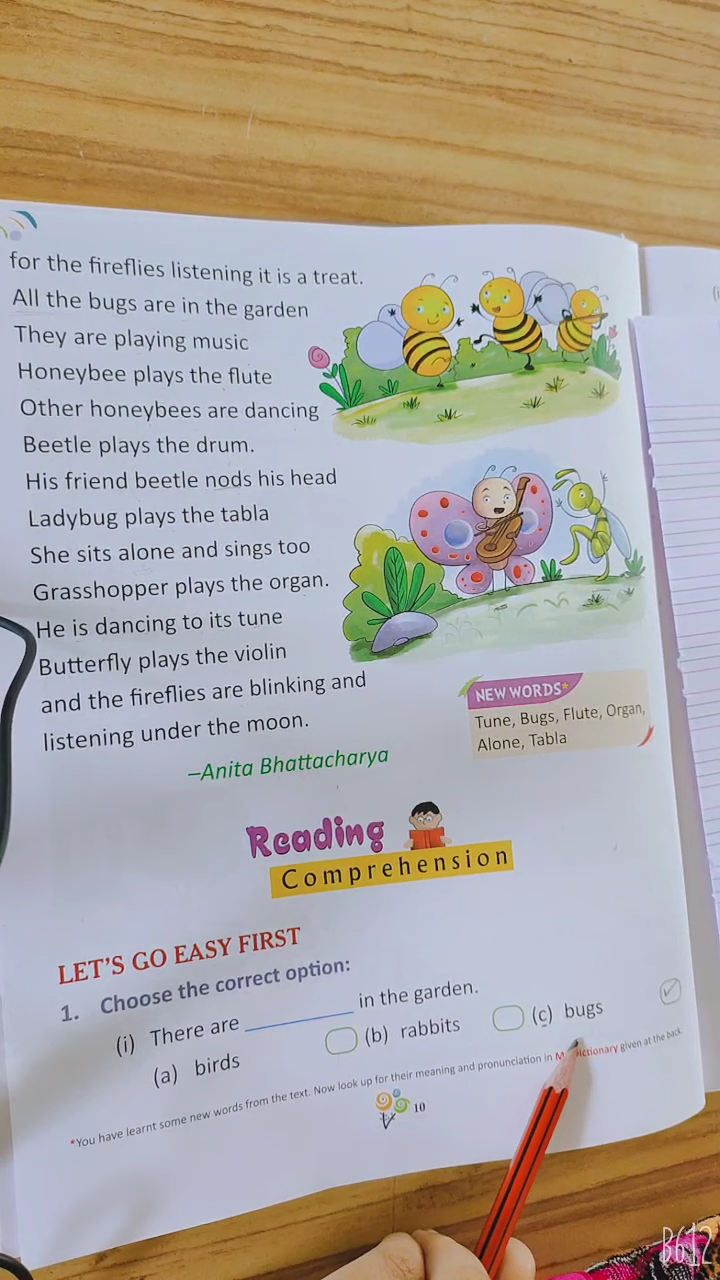 for the fireflies listening it is a treat.
All the bugs are in the garden
They are playing music
Honeybee plays the flute
Other honeybees are dancing
Beetle plays the drum.
His friend beetle nods his head
Ladybug plays the tabla
She sits alone and sings too
Grasshopper plays the organ.
He is dancing to its tune
Butterfly plays the violin
and the fireflies are blinking and
listening under the moon.
–Anita Bhattacharya
NEW WORDS*
Tune, Bugs, Flute, Organ,
Alone, Tabla
Reading
Comprehension
LET'S GO EASY FIRST
1. Choose the correct option:
(i) There are __________ in the garden.
(a) birds (b) rabbits (c) bugs
*You have learnt some new words from the text. Now look up for their meaning and pronunciation in Dictionary given at the back.
10
B612